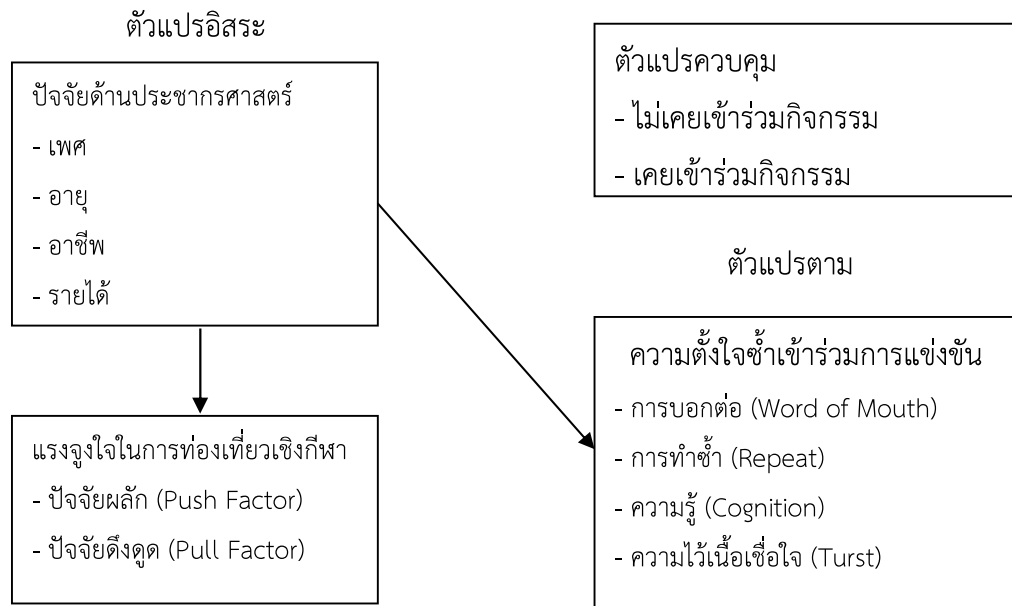 ตัวแปรอิสระ
ปัจจัยด้านประชากรศาสตร์
- เพศ
- อายุ
- อาชีพ
- รายได้
แรงจูงใจในการท่องเที่ยวเชิงกีฬา
- ปัจจัยผลัก (Push Factor)
- ปัจจัยดึงดูด (Pull Factor)
ตัวแปรควบคุม
- ไม่เคยเข้าร่วมกิจกรรม
- เคยเข้าร่วมกิจกรรม
ตัวแปรตาม
ความตั้งใจซ้ำเข้าร่วมการแข่งขัน
- การบอกต่อ (Word of Mouth)
- การทำซ้ำ (Repeat)
- ความรู้ (Cognition)
- ความไว้เนื้อเชื่อใจ (Turst)